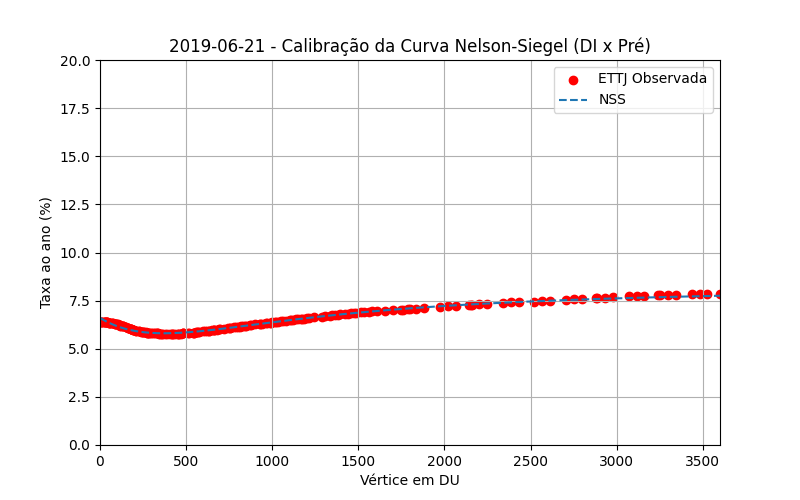 2019-06-21 - Calibração da Curva Nelson-Siegel (DI x Pré)
ETTJ Observada
NSS
Taxa ao ano (%)
20.0
17.5
15.0
12.5
10.0
7.5
5.0
2.5
0.0
0 500 1000 1500 2000 2500 3000 3500
Vértice em DU